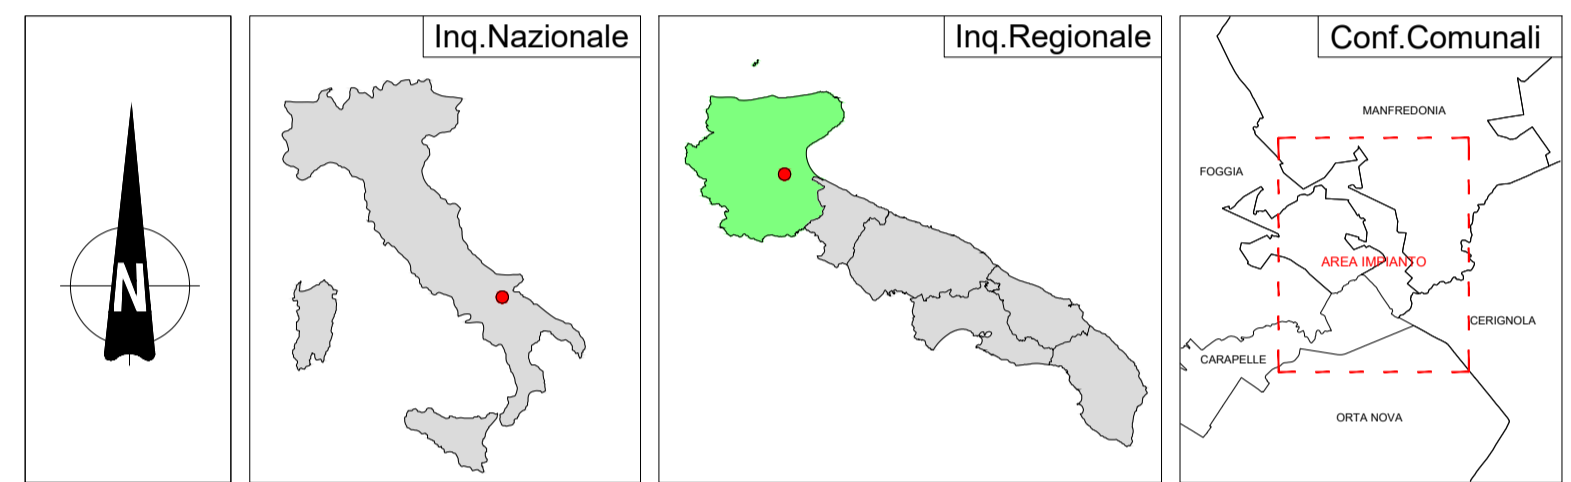 N
Inq.Nazionale
Inq.Regionale
Conf.Comunali
MANFREDONIA
FOGGIA
AREA IMPIANTO
CERIGNOLA
CARAPELLE
ORTA NOVA